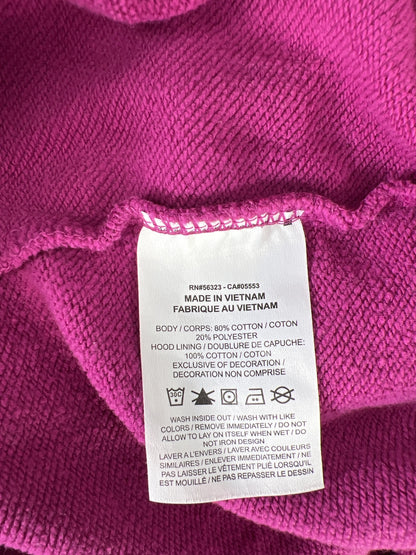 RN#56323 - CA#05553
MADE IN VIETNAM
FABRIQUE AU VIETNAM
BODY / CORPS: 80% COTTON / COTON
20% POLYESTER
HOOD LINING / DOUBLURE DE CAPUCHE:
100% COTTON / COTON
EXCLUSIVE OF DECORATION /
DECORATION NON COMPRISE
30C
WASH INSIDE OUT / WASH WITH LIKE
COLORS / REMOVE IMMEDIATELY / DO NOT
ALLOW TO LAY ON ITSELF WHEN WET / DO
NOT IRON DESIGN
LAVER A L'ENVERS / LAVER AVEC COULEURS
SIMILAIRES / ENLEVER IMMEDIATEMENT / NE
PAS LAISSER LE VÊTEMENT PLIÉ LORSQU'IL
EST MOUILLÉ / NE PAS REPASSER LE DESSIN